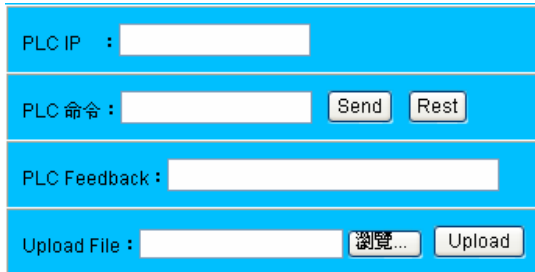 PLC IP :
PLC 命令: Send Rest
PLC Feedback:
Upload File: 瀏覽... Upload